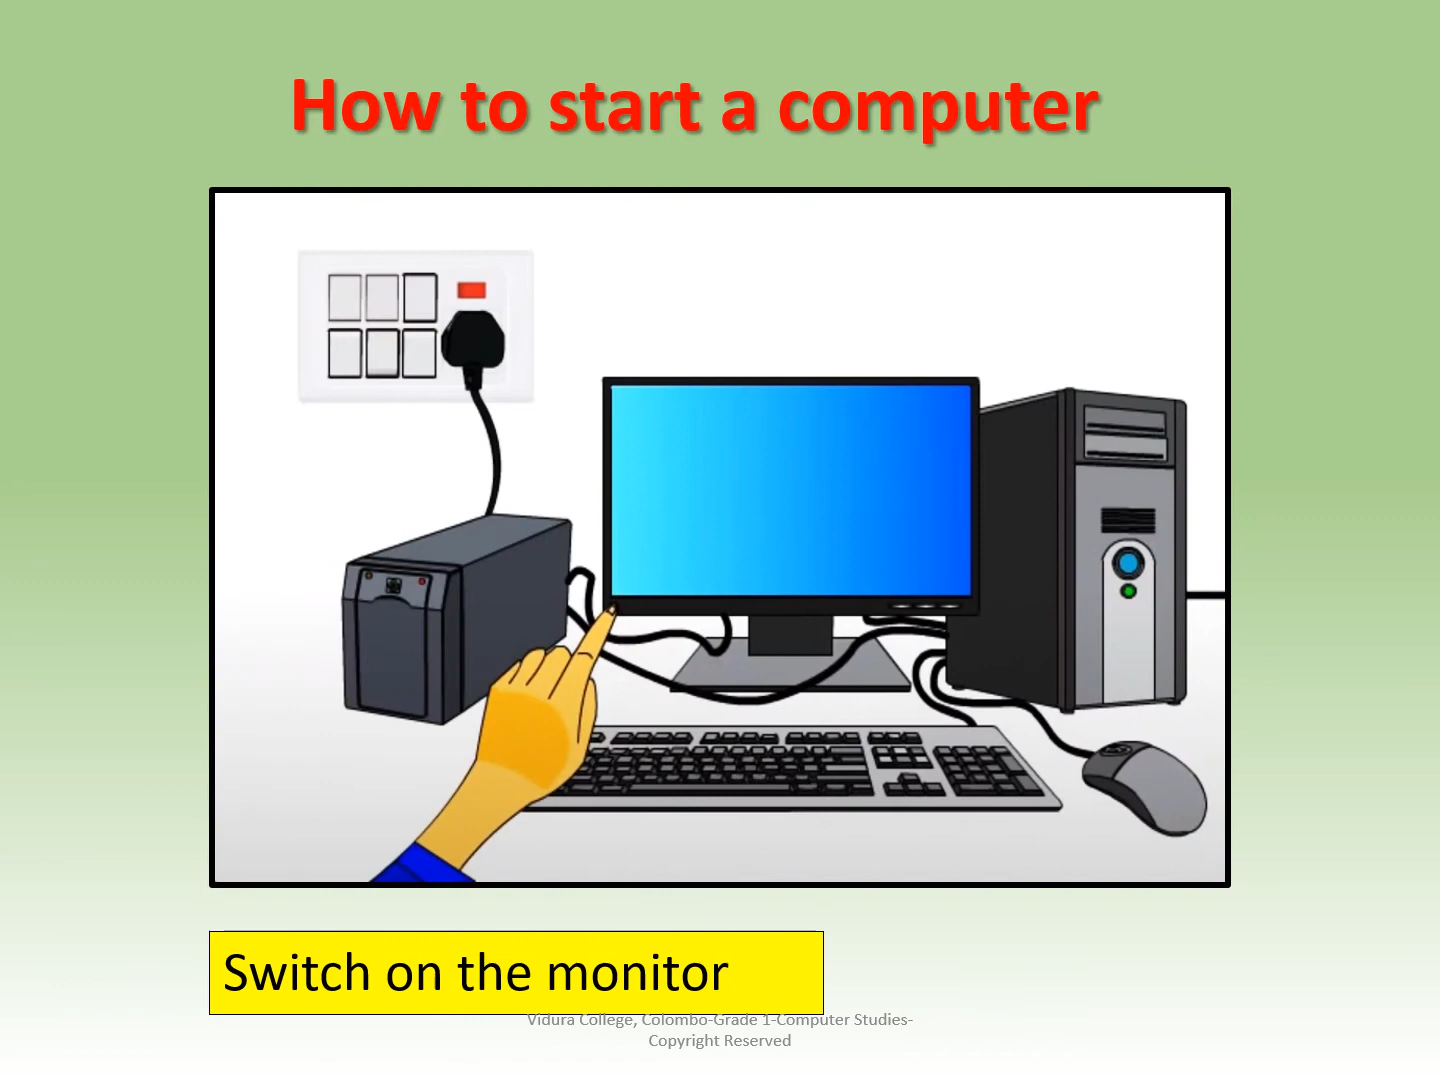 How to start a computer
Switch on the monitor
Vidura College, Colombo-Grade 1-Computer Studies-
Copyright Reserved